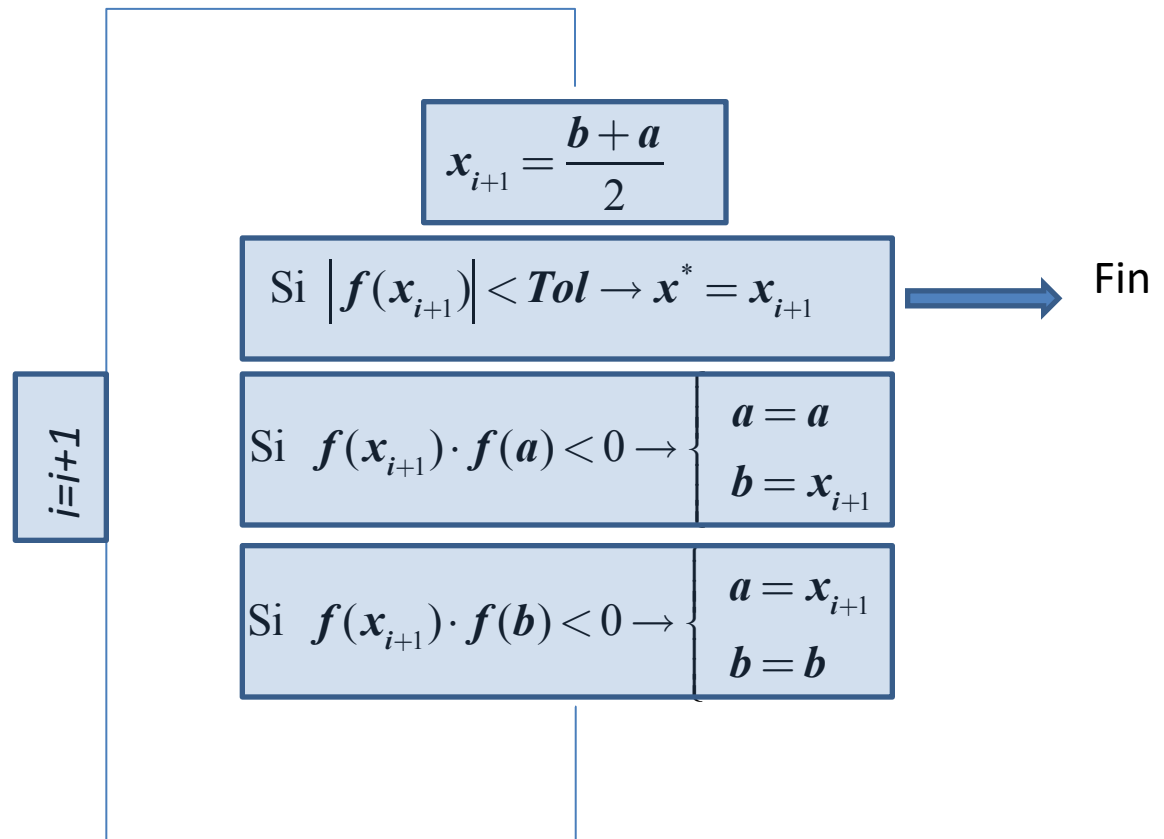 x_{i+1} = \frac{b + a}{2}
Si |f(x_{i+1})| < Tol → x^* = x_{i+1}
Fin
i=i+1
Si f(x_{i+1}) · f(a) < 0 → { a = a
b = x_{i+1}
Si f(x_{i+1}) · f(b) < 0 → { a = x_{i+1}
b = b